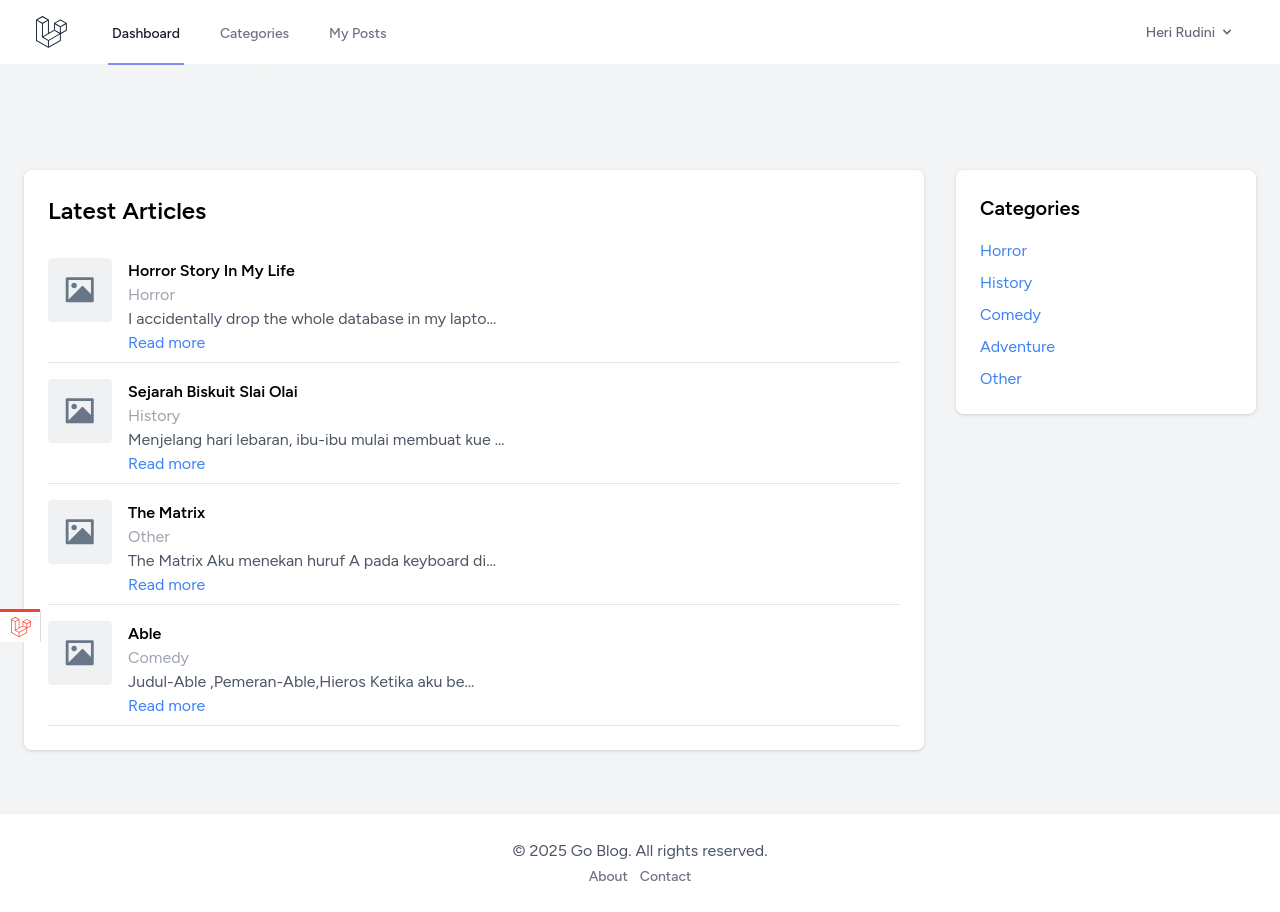 Dashboard
Categories
My Posts
Heri Rudini
Latest Articles
Horror Story In My Life
Horror
I accidentally drop the whole database in my lapto...
Read more
Sejarah Biskuit Slai Olai
History
Menjelang hari lebaran, ibu-ibu mulai membuat kue ...
Read more
The Matrix
Other
The Matrix Aku menekan huruf A pada keyboard di...
Read more
Able
Comedy
Judul-Able ,Pemeran-Able,Hieros Ketika aku be...
Read more
Categories
Horror
History
Comedy
Adventure
Other
© 2025 Go Blog. All rights reserved.
About Contact